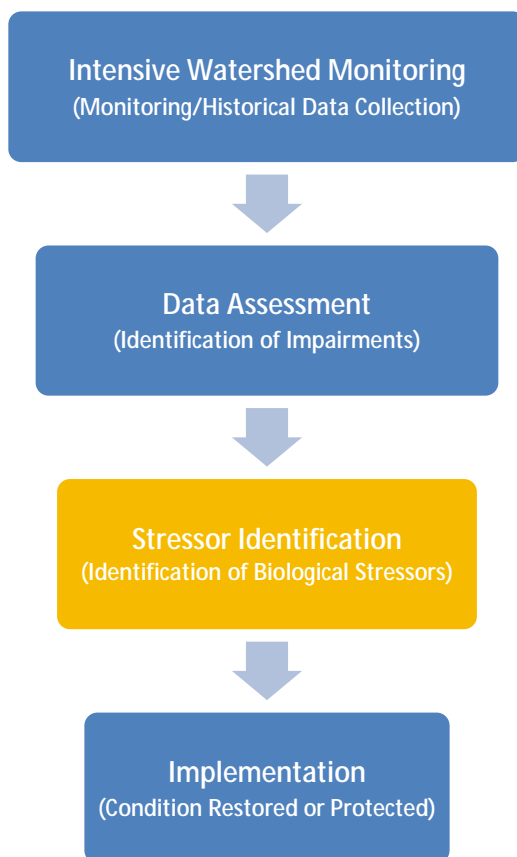 Intensive Watershed Monitoring
(Monitoring/Historical Data Collection)
Data Assessment
(Identification of Impairments)
Stressor Identification
(Identification of Biological Stressors)
Implementation
(Condition Restored or Protected)